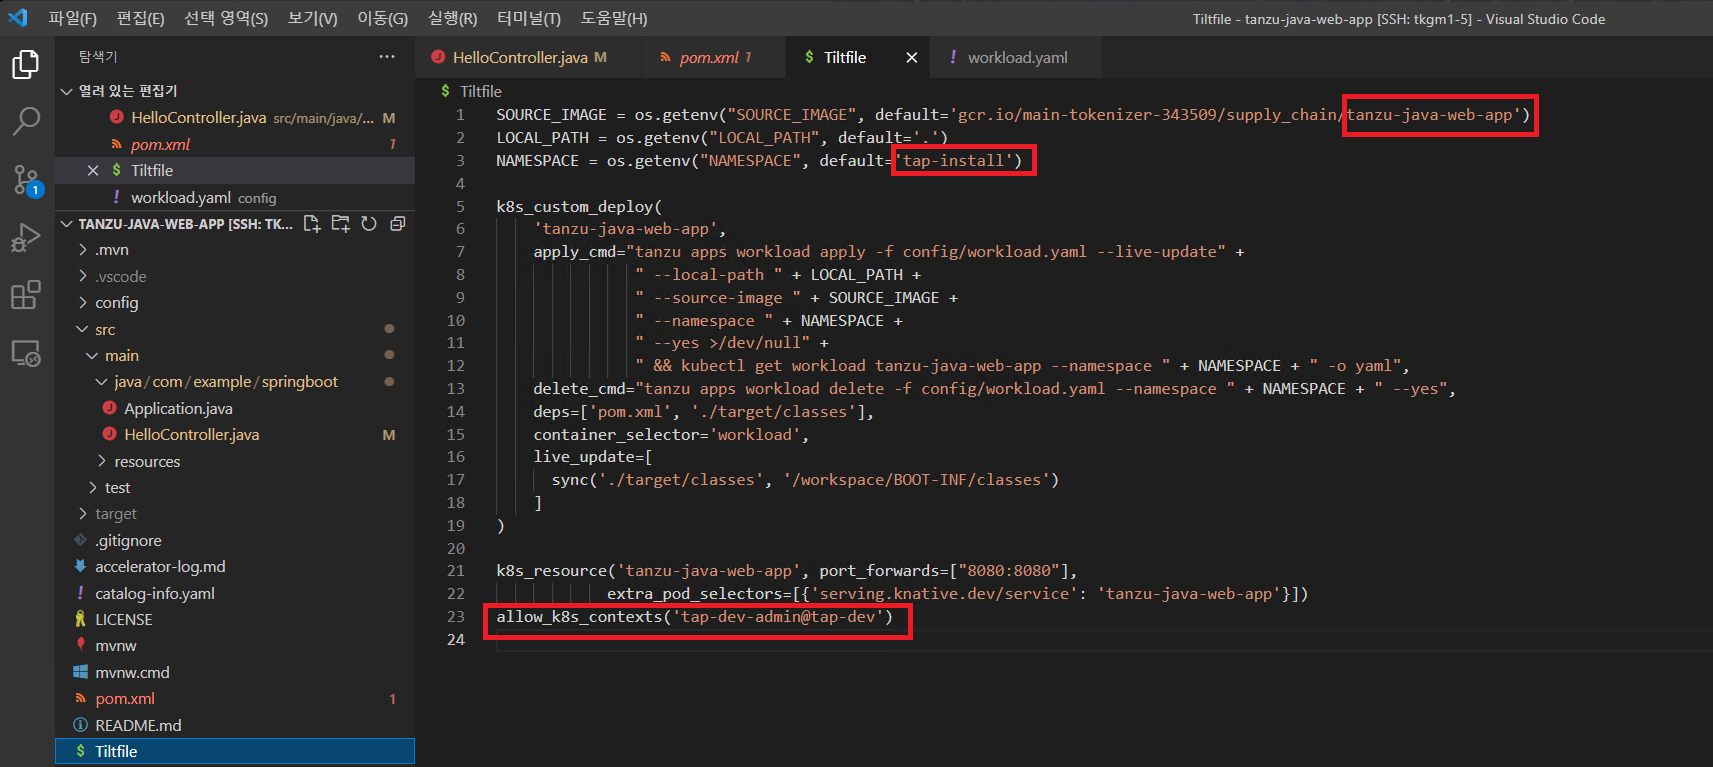 파일(F) 편집(E) 선택 영역(S) 보기(V) 이동(G) 실행(R) 터미널(T) 도움말(H) Tiltfile - tanzu-java-web-app [SSH: tkgm1-5] - Visual Studio Code
탐색기 ...
열려 있는 편집기
HelloController.java src/main/java/... M
pom.xml 1
Tiltfile
workload.yaml config
TANZU-JAVA-WEB-APP [SSH: TK...
.mvn
.vscode
config
src
main
java/com/example/springboot
Application.java
HelloController.java M
resources
test
target
.gitignore
accelerator-log.md
catalog-info.yaml
LICENSE
mvnw
mvnw.cmd
pom.xml 1
README.md
Tiltfile
1
HelloController.java M pom.xml 1 Tiltfile workload.yaml
Tiltfile
1 SOURCE_IMAGE = os.getenv("SOURCE_IMAGE", default='gcr.io/main-tokenizer-343509/supply_chain/tanzu-java-web-app')
2 LOCAL_PATH = os.getenv("LOCAL_PATH", default='.')
3 NAMESPACE = os.getenv("NAMESPACE", default='tap-install')
4
5 k8s_custom_deploy(
6 'tanzu-java-web-app',
7 apply_cmd="tanzu apps workload apply -f config/workload.yaml --live-update" +
8 " --local-path " + LOCAL_PATH +
9 " --source-image " + SOURCE_IMAGE +
10 " --namespace " + NAMESPACE +
11 " --yes >/dev/null" +
12 " && kubectl get workload tanzu-java-web-app --namespace " + NAMESPACE + " -o yaml",
13 delete_cmd="tanzu apps workload delete -f config/workload.yaml --namespace " + NAMESPACE + " --yes",
14 deps=['pom.xml', './target/classes'],
15 container_selector='workload',
16 live_update=[
17 sync('./target/classes', '/workspace/BOOT-INF/classes')
18 ]
19 )
20
21 k8s_resource('tanzu-java-web-app', port_forwards=["8080:8080"],
22 extra_pod_selectors=[{'serving.knative.dev/service': 'tanzu-java-web-app'}])
23 allow_k8s_contexts('tap-dev-admin@tap-dev')
24